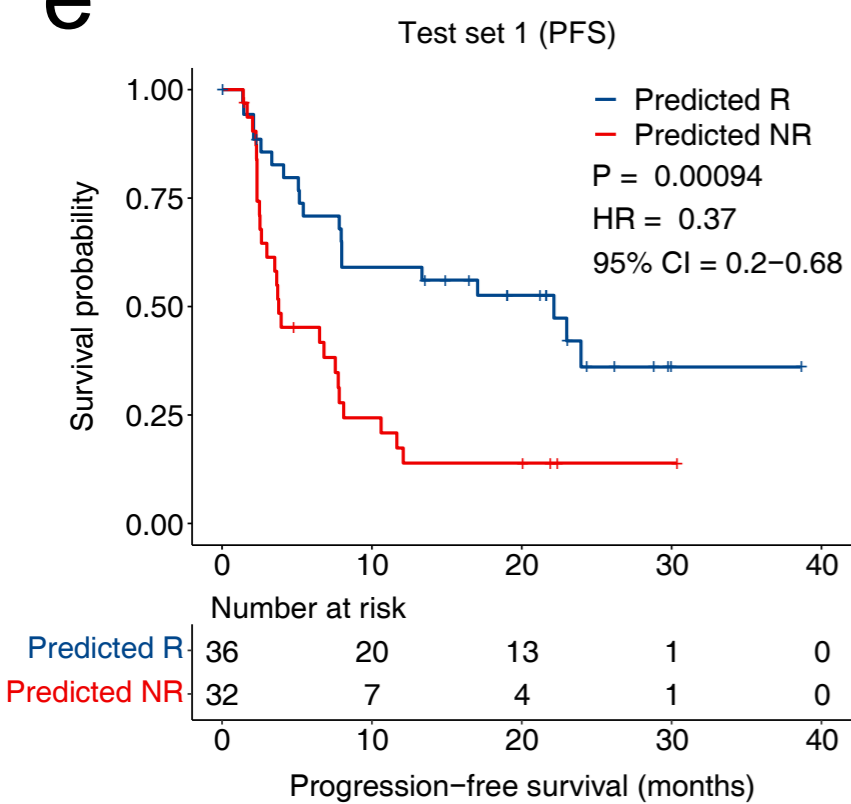 e
Test set 1 (PFS)
Predicted R
Predicted NR
P = 0.00094
HR = 0.37
95% CI = 0.2−0.68
Survival probability
1.00
0.75
0.50
0.25
0.00
0 10 20 30 40
Number at risk
Predicted R 36 20 13 1 0
Predicted NR 32 7 4 1 0
0 10 20 30 40
Progression−free survival (months)